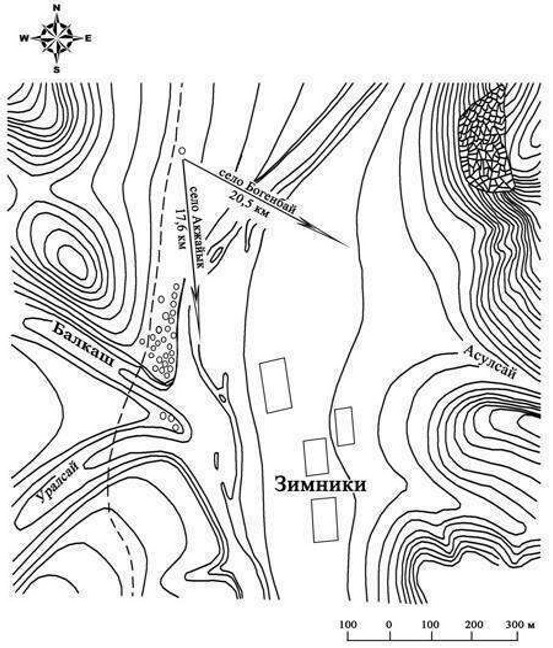 N
W E
S
село Богенбай
20,5 км
село Акжайык
17,6 км
Балкаш
Асулсай
Уралсай
Зимники
100 0 100 200 300 м